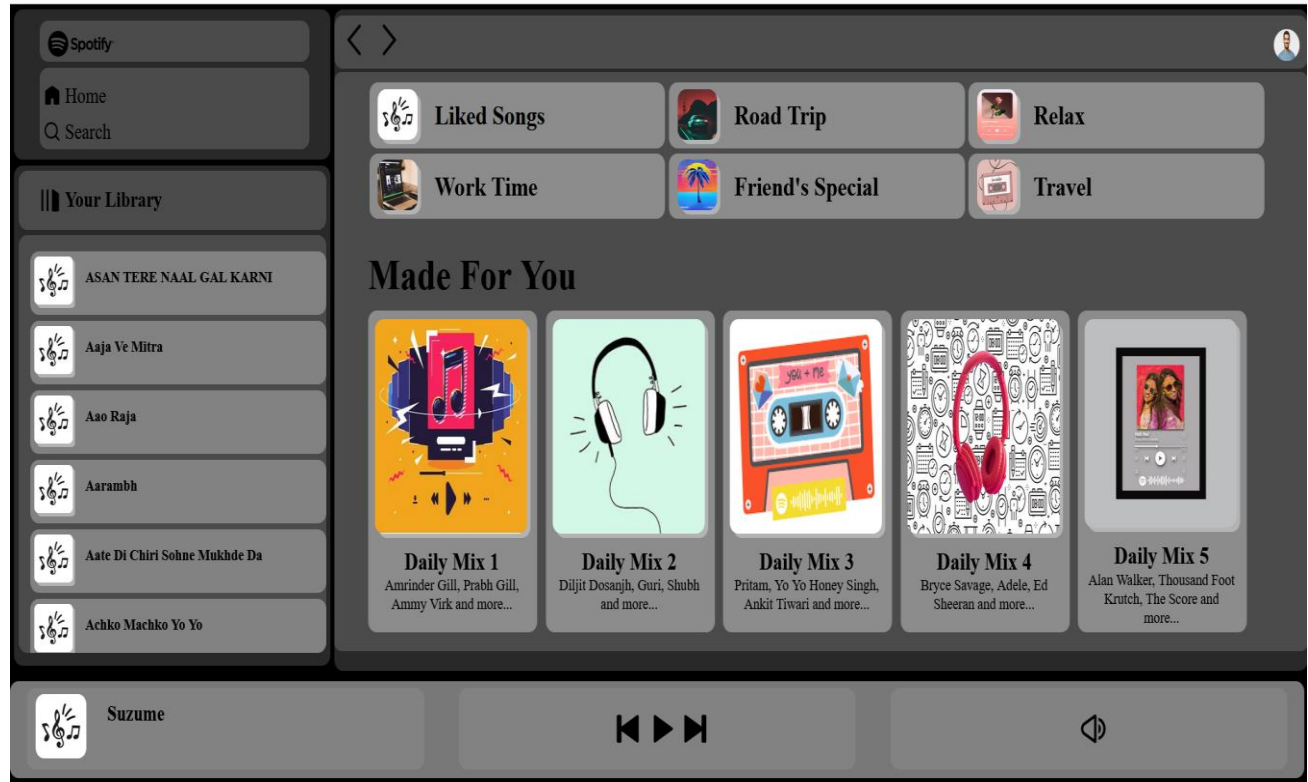 Spotify
Home
Search
Your Library
ASAN TERE NAAL GAL KARNI
Aaja Ve Mitra
Aao Raja
Aarambh
Aate Di Chiri Sohne Mukhde Da
Achko Machko Yo Yo
Liked Songs
Road Trip
Relax
Work Time
Friend's Special
Travel
Made For You
you + me
Daily Mix 1
Amrinder Gill, Prabh Gill,
Ammy Virk and more...
Daily Mix 2
Diljit Dosanjh, Guri, Shubh
and more...
Daily Mix 3
Pritam, Yo Yo Honey Singh,
Ankit Tiwari and more...
Daily Mix 4
Bryce Savage, Adele, Ed
Sheeran and more...
Daily Mix 5
Alan Walker, Thousand Foot
Krutch, The Score and
more...
Suzume